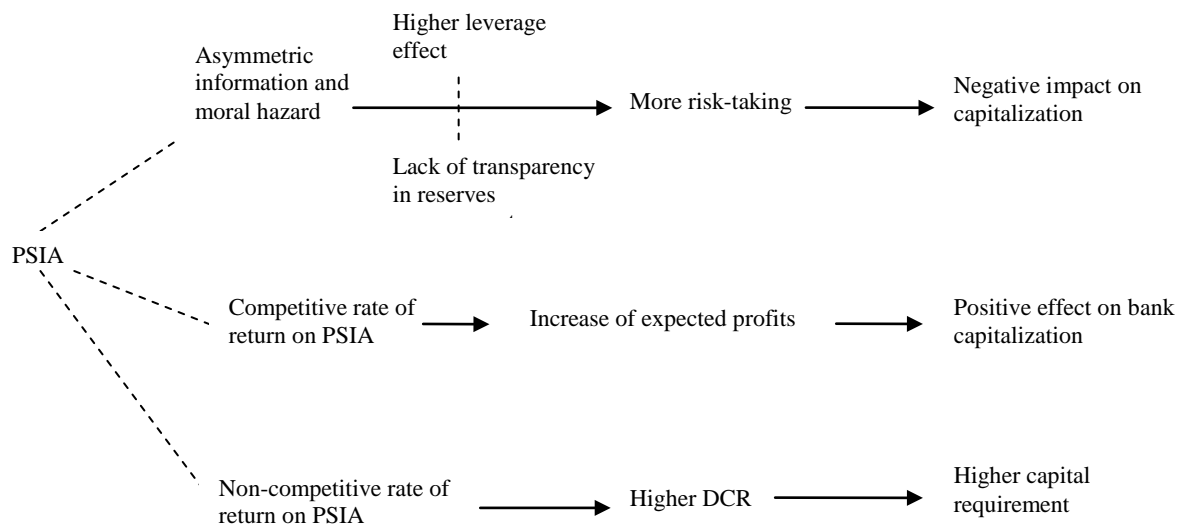 Higher leverage
effect
Asymmetric
information and
moral hazard
More risk-taking
Negative impact on
capitalization
Lack of transparency
in reserves
PSIA
Competitive rate of
return on PSIA
Increase of expected profits
Positive effect on bank
capitalization
Non-competitive rate of
return on PSIA
Higher DCR
Higher capital
requirement